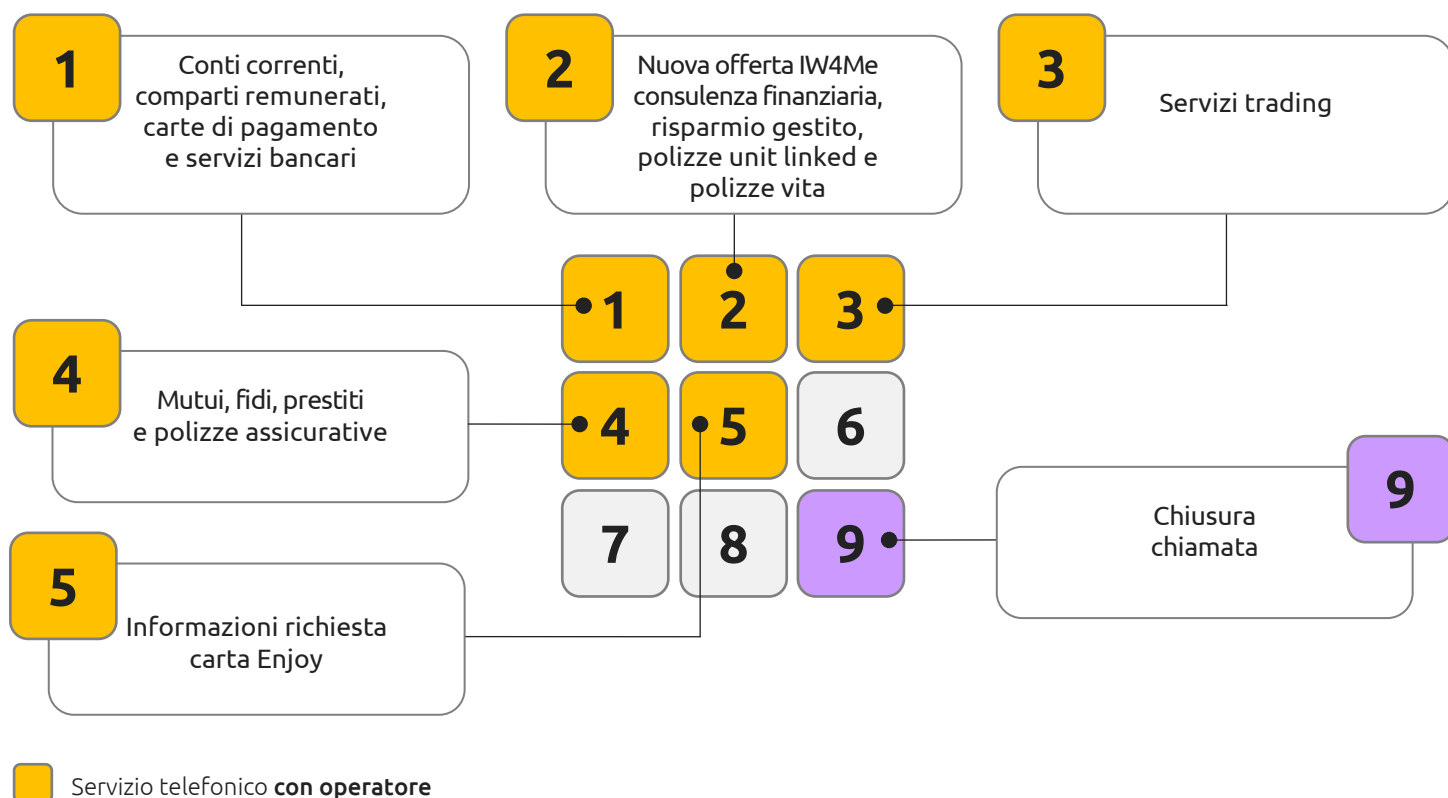 1
Conti correnti,
comparti remunerati,
carte di pagamento
e servizi bancari
2
Nuova offerta IW4Me
consulenza finanziaria,
risparmio gestito,
polizze unit linked e
polizze vita
3
Servizi trading
1 2 3
4
Mutui, fidi, prestiti
e polizze assicurative
4 5 6
9
Chiusura
chiamata
7 8 9
5
Informazioni richiesta
carta Enjoy
Servizio telefonico con operatore